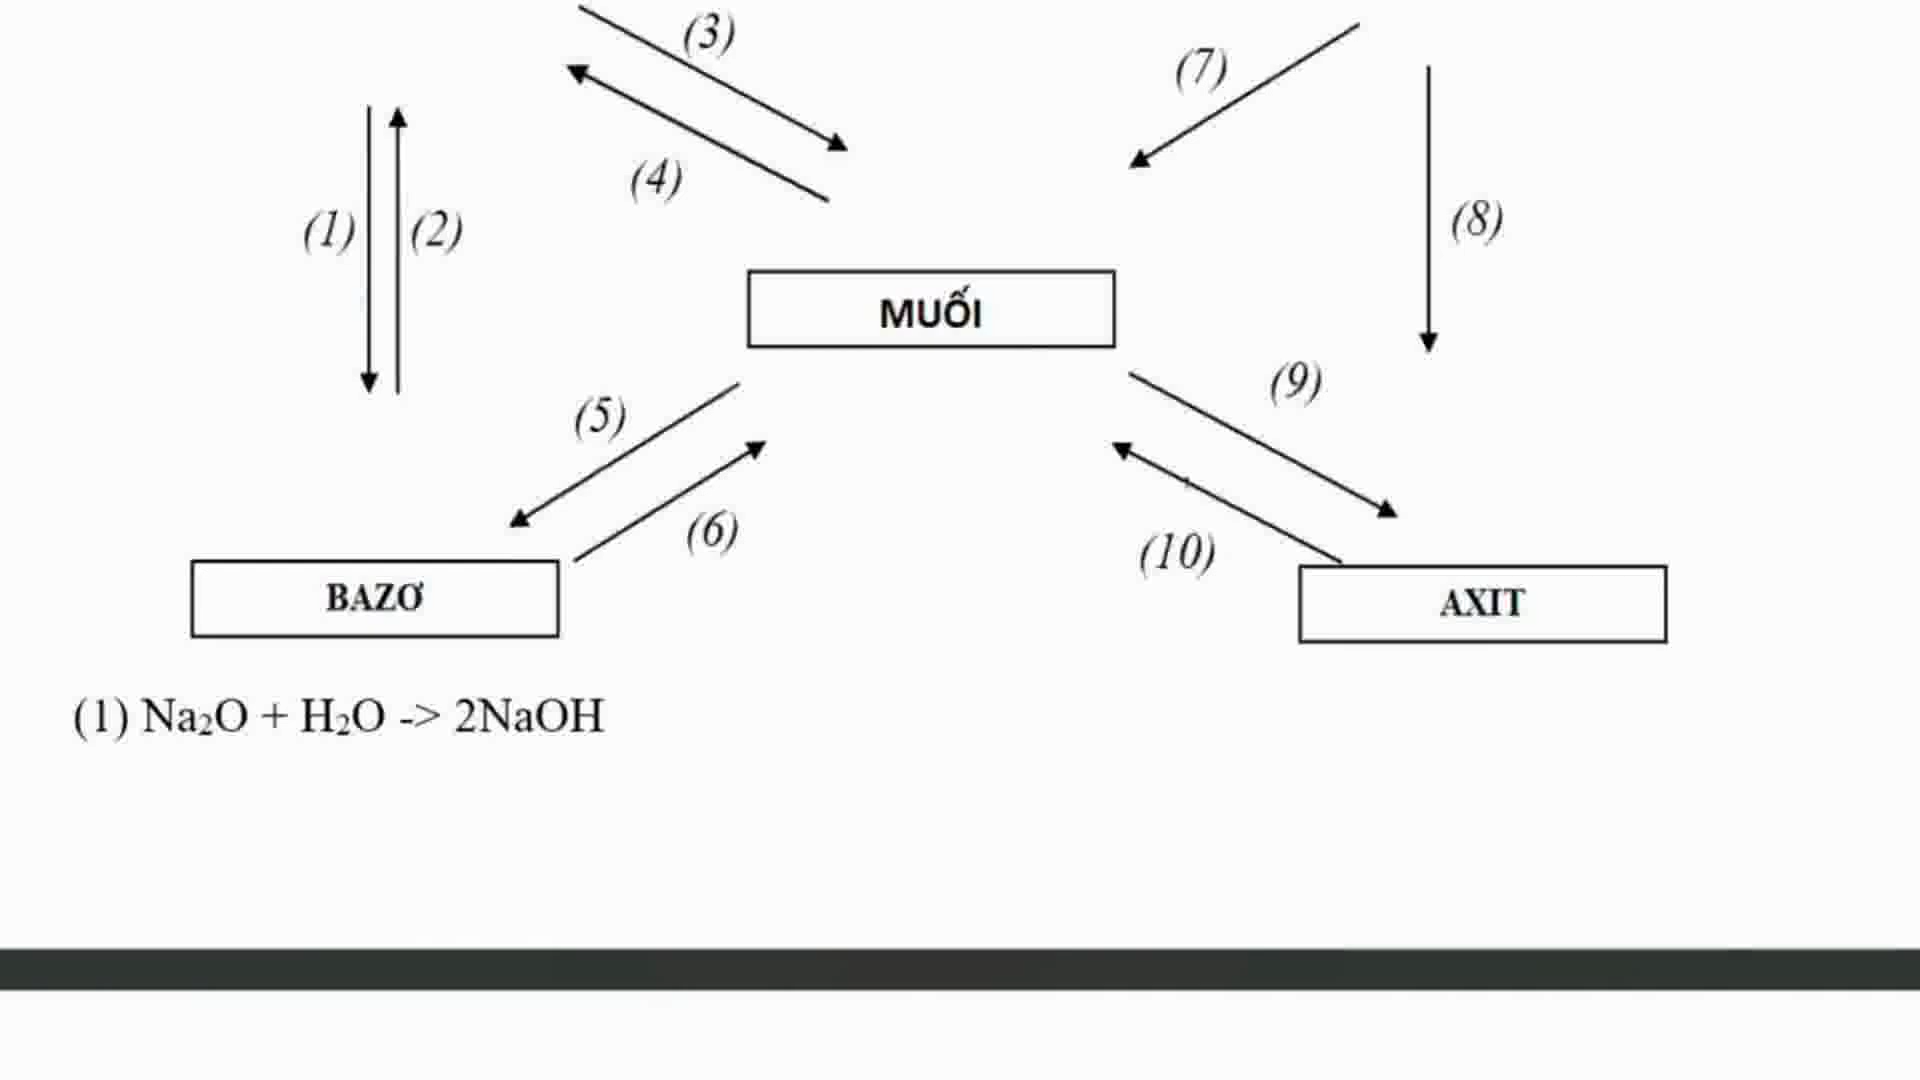 (3)
(7)
(4)
(1)
(2)
(8)
MUỐI
(9)
(5)
(6)
(10)
BAZƠ
AXIT
(1) Na₂O + H₂O -> 2NaOH